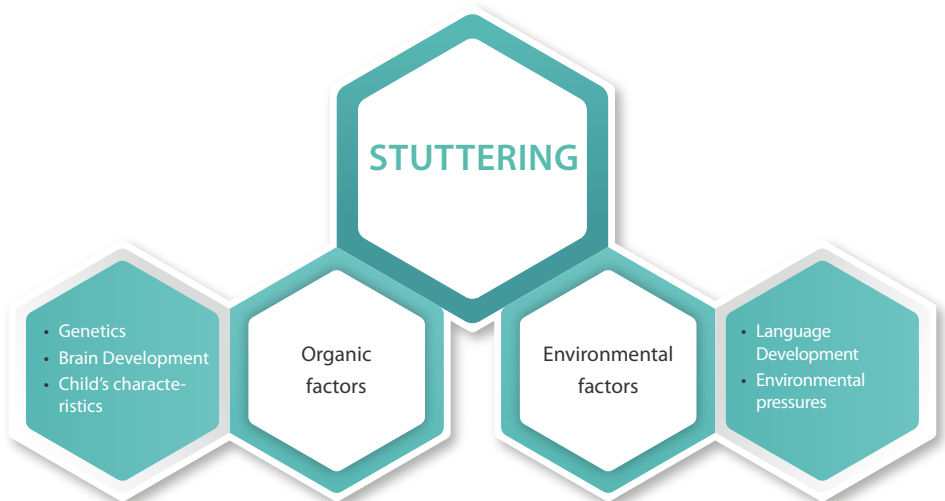 STUTTERING
• Genetics
• Brain Development
• Child's characte-
ristics
Organic
factors
Environmental
factors
• Language
Development
• Environmental
pressures